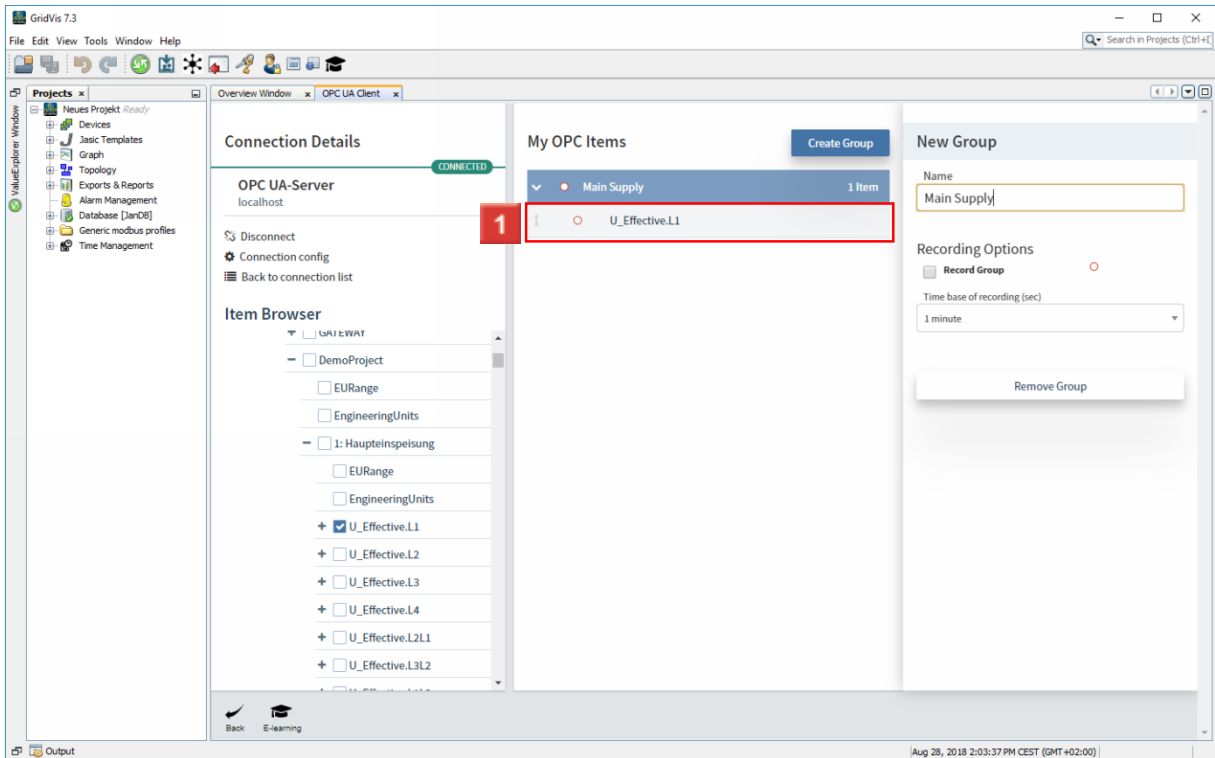 GridVis 7.3
File Edit View Tools Window Help
Search in Projects (Ctrl+I
Projects x
Neues Projekt Ready
Devices
Jasic Templates
Graph
Topology
Exports & Reports
Alarm Management
Database [JanDB]
Generic modbus profiles
Time Management
ValueExplorer Window
Overview Window x OPC UA Client x
Connection Details
CONNECTED
OPC UA-Server
localhost
Disconnect
Connection config
Back to connection list
Item Browser
GATEWAY
DemoProject
EURange
EngineeringUnits
1: Haupteinspeisung
EURange
EngineeringUnits
U_Effective.L1
U_Effective.L2
U_Effective.L3
U_Effective.L4
U_Effective.L2L1
U_Effective.L3L2
My OPC Items
Create Group
Main Supply 1 Item
1
U_Effective.L1
New Group
Name
Main Supply
Recording Options
Record Group
Time base of recording (sec)
1 minute
Remove Group
Back E-learning
Output
Aug 28, 2018 2:03:37 PM CEST (GMT+02:00)